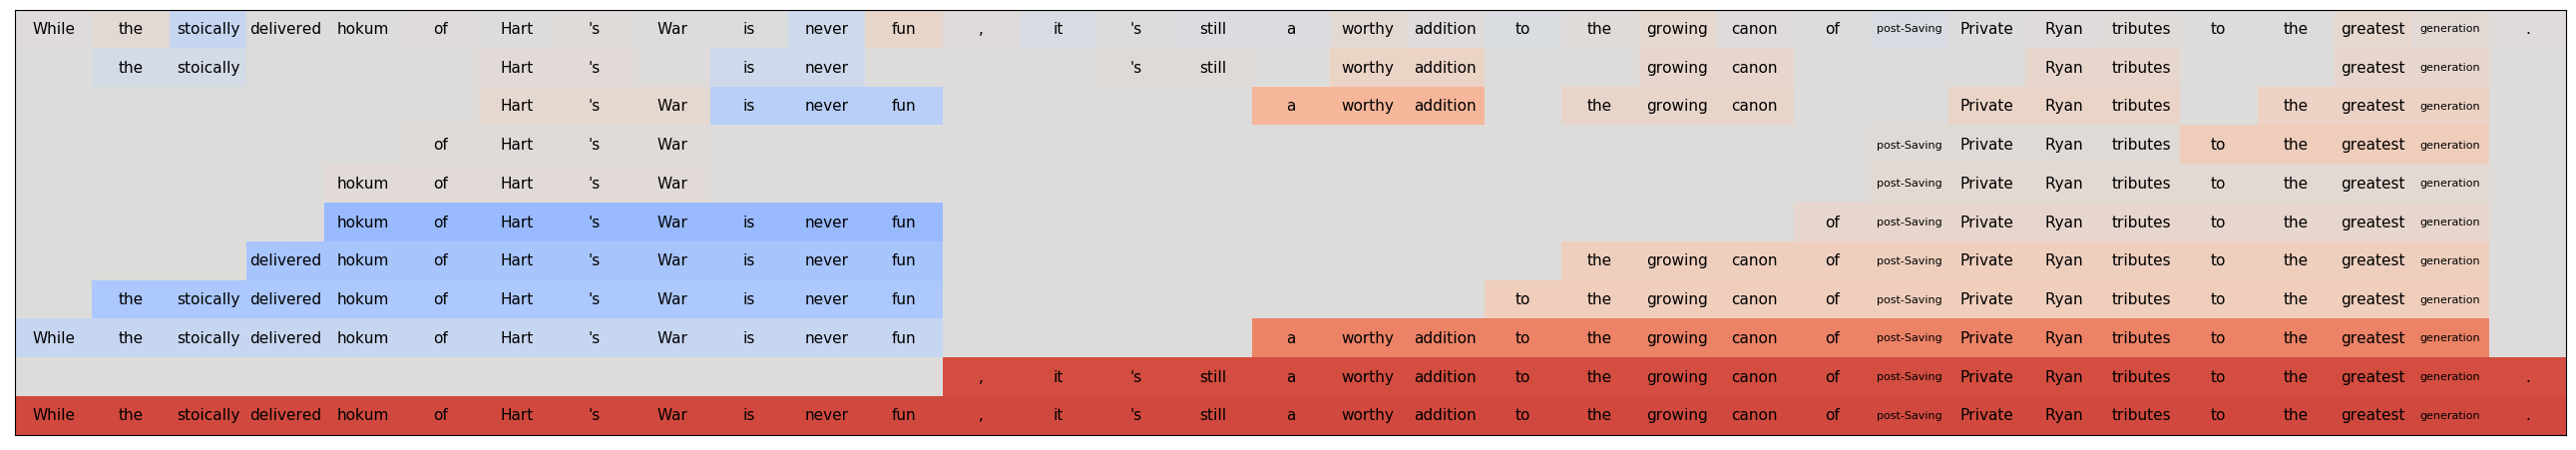 While the stoically delivered hokum of Hart 's War is never fun , it 's still a worthy addition to the growing canon of post-Saving Private Ryan tributes to the greatest generation .
the stoically Hart 's is never 's still worthy addition growing canon Ryan tributes greatest generation
Hart 's War is never fun a worthy addition the growing canon Private Ryan tributes the greatest generation
of Hart 's War post-Saving Private Ryan tributes to the greatest generation
hokum of Hart 's War post-Saving Private Ryan tributes to the greatest generation
hokum of Hart 's War is never fun of post-Saving Private Ryan tributes to the greatest generation
delivered hokum of Hart 's War is never fun the growing canon of post-Saving Private Ryan tributes to the greatest generation
the stoically delivered hokum of Hart 's War is never fun to the growing canon of post-Saving Private Ryan tributes to the greatest generation
While the stoically delivered hokum of Hart 's War is never fun a worthy addition to the growing canon of post-Saving Private Ryan tributes to the greatest generation
, it 's still a worthy addition to the growing canon of post-Saving Private Ryan tributes to the greatest generation .
While the stoically delivered hokum of Hart 's War is never fun , it 's still a worthy addition to the growing canon of post-Saving Private Ryan tributes to the greatest generation .